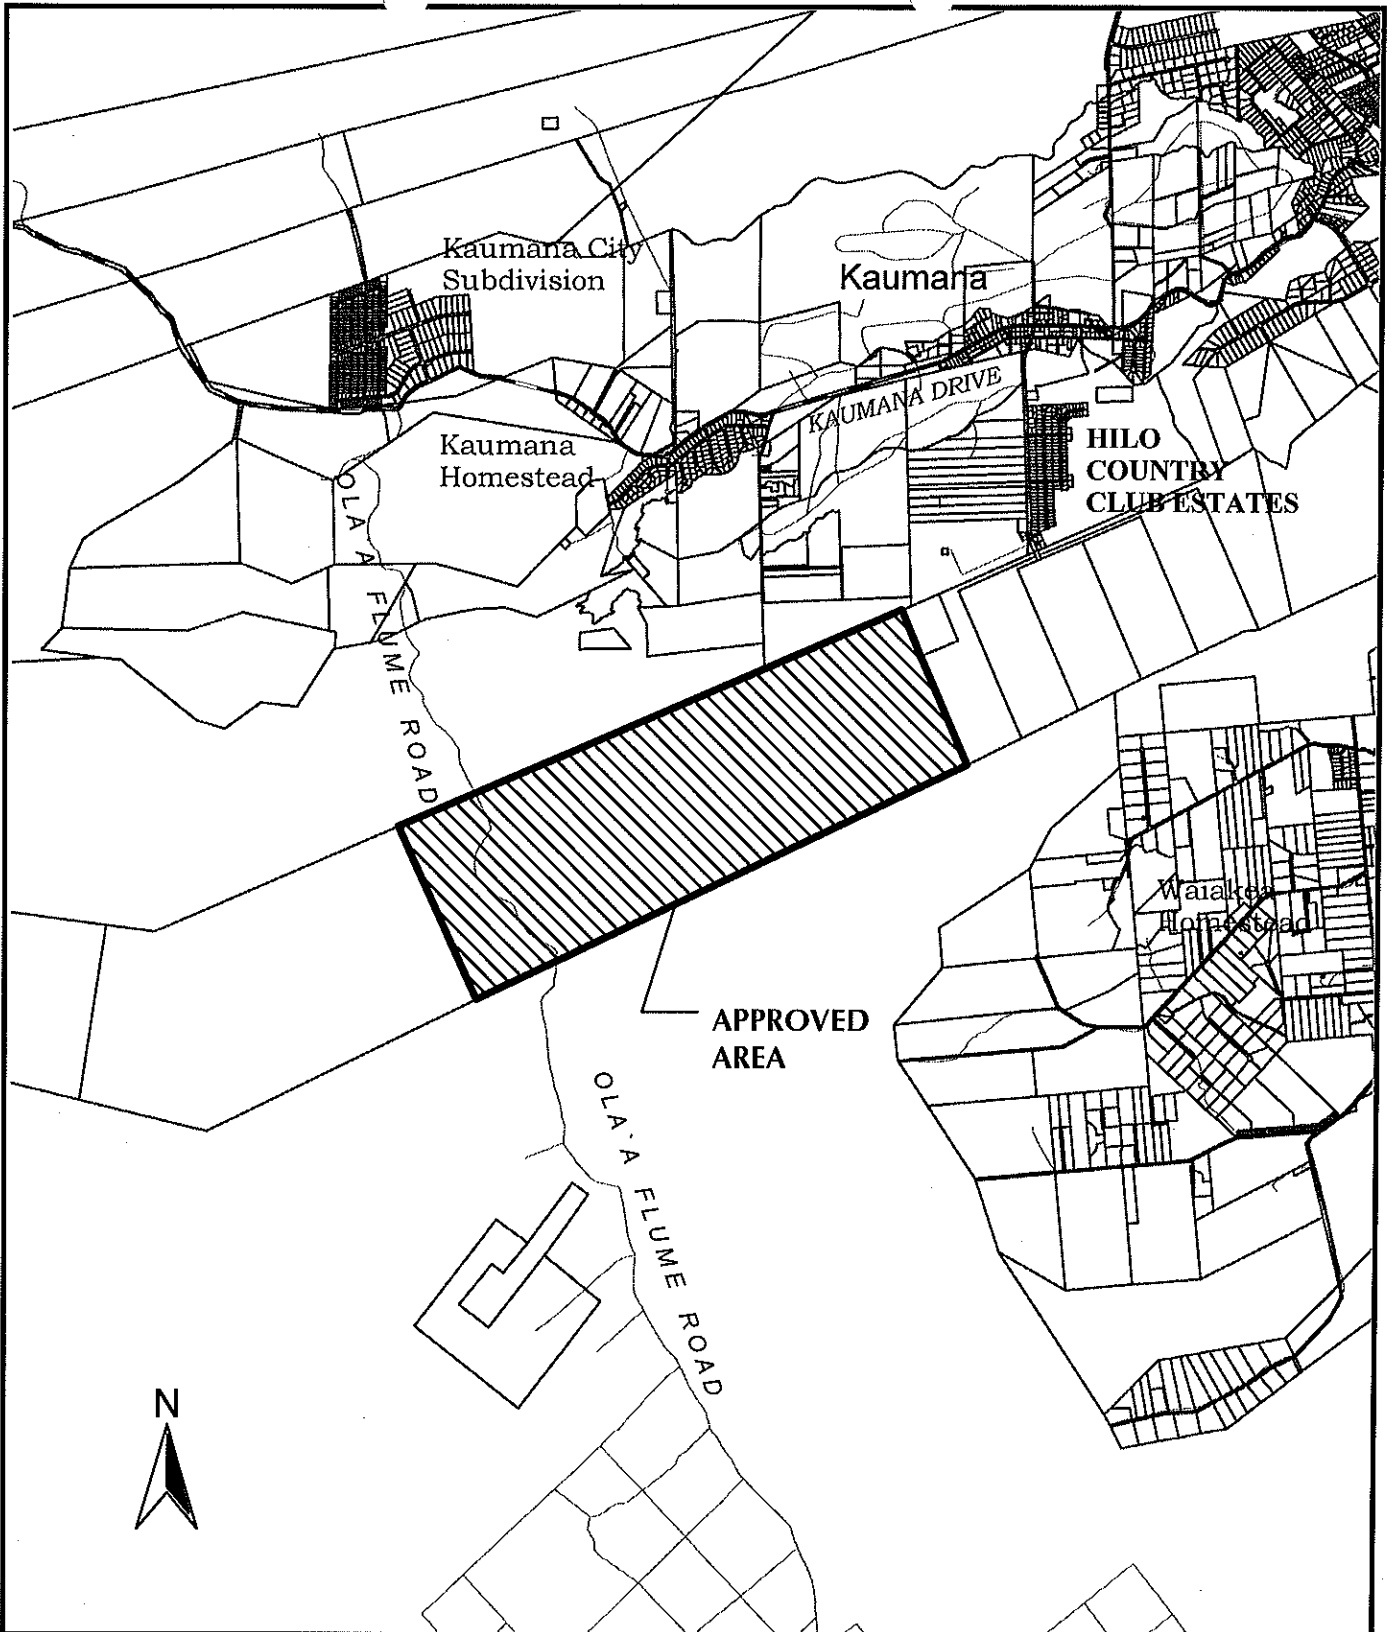 Kaumana City
Subdivision
Kaumana
KAUMANA DRIVE
Kaumana
Homestead
HILO
COUNTRY
CLUB ESTATES
OLA A FLUME ROAD
Waiakea
Homestead
APPROVED
AREA
OLA`A FLUME ROAD
N